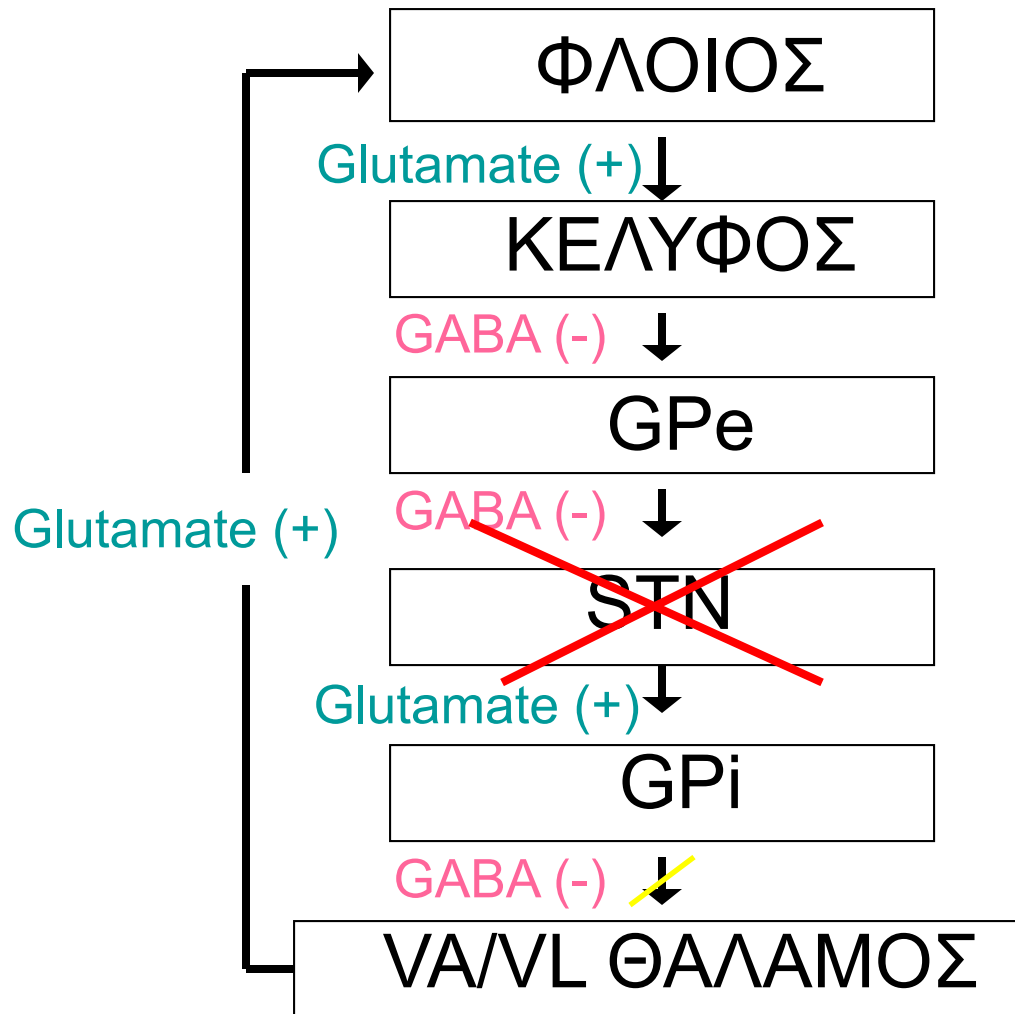 ΦΛΟΙΟΣ
Glutamate (+)
ΚΕΛΥΦΟΣ
GABA (-)
GPe
GABA (-)
Glutamate (+)
STN
Glutamate (+)
GPi
GABA (-)
VA/VL ΘΑΛΑΜΟΣ